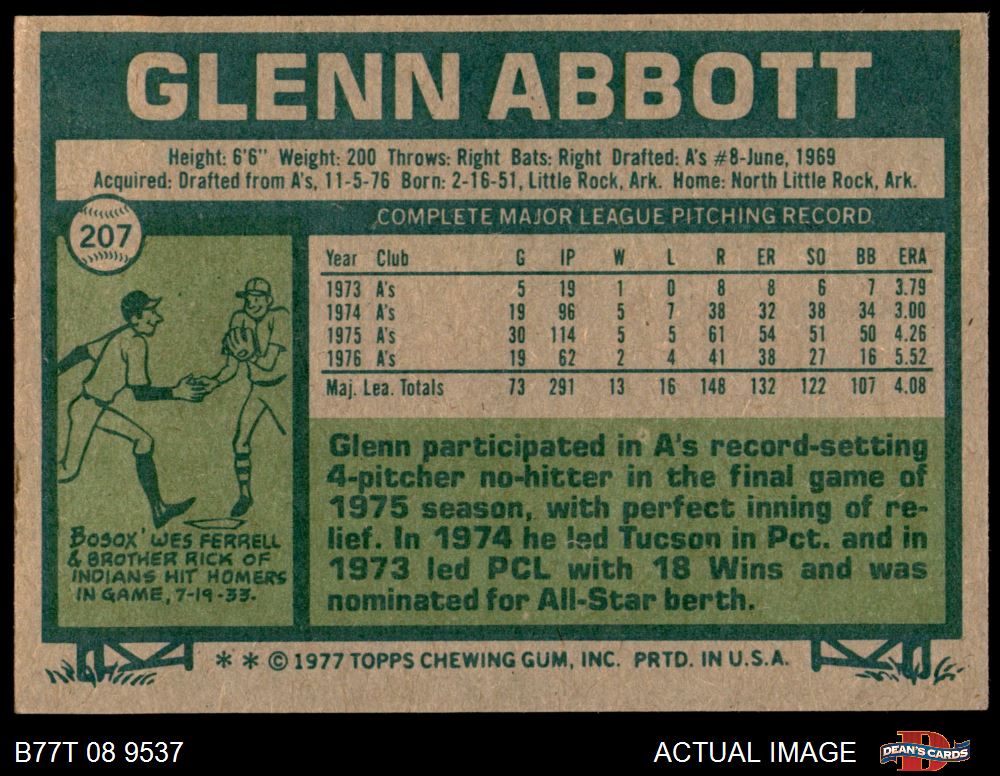 GLENN ABBOTT
Height: 6'6" Weight: 200 Throws: Right Bats: Right Drafted: A's #8-June, 1969
Acquired: Drafted from A's, 11-5-76 Born: 2-16-51, Little Rock, Ark. Home: North Little Rock, Ark.
207
COMPLETE MAJOR LEAGUE PITCHING RECORD
Year Club G IP W L R ER SO BB ERA
1973 A's 5 19 1 0 8 8 6 7 3.79
1974 A's 19 96 5 7 38 32 38 34 3.00
1975 A's 30 114 5 5 61 54 51 50 4.26
1976 A's 19 62 2 4 41 38 27 16 5.52
Maj. Lea. Totals 73 291 13 16 148 132 122 107 4.08
BOSOX' WES FERRELL
& BROTHER RICK OF
INDIANS HIT HOMERS
IN GAME, 7-19-33.
Glenn participated in A's record-setting
4-pitcher no-hitter in the final game of
1975 season, with perfect inning of re-
lief. In 1974 he led Tucson in Pct. and in
1973 led PCL with 18 Wins and was
nominated for All-Star berth.
* * © 1977 TOPPS CHEWING GUM, INC. PRTD. IN U.S.A.
B77T 08 9537
ACTUAL IMAGE
D
DEAN'S CARDS